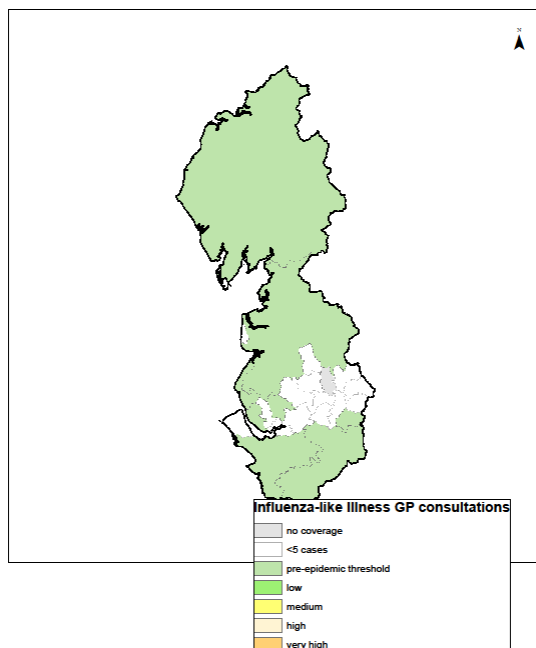 N
Influenza-like Illness GP consultations
no coverage
<5 cases
pre-epidemic threshold
low
medium
high
very high